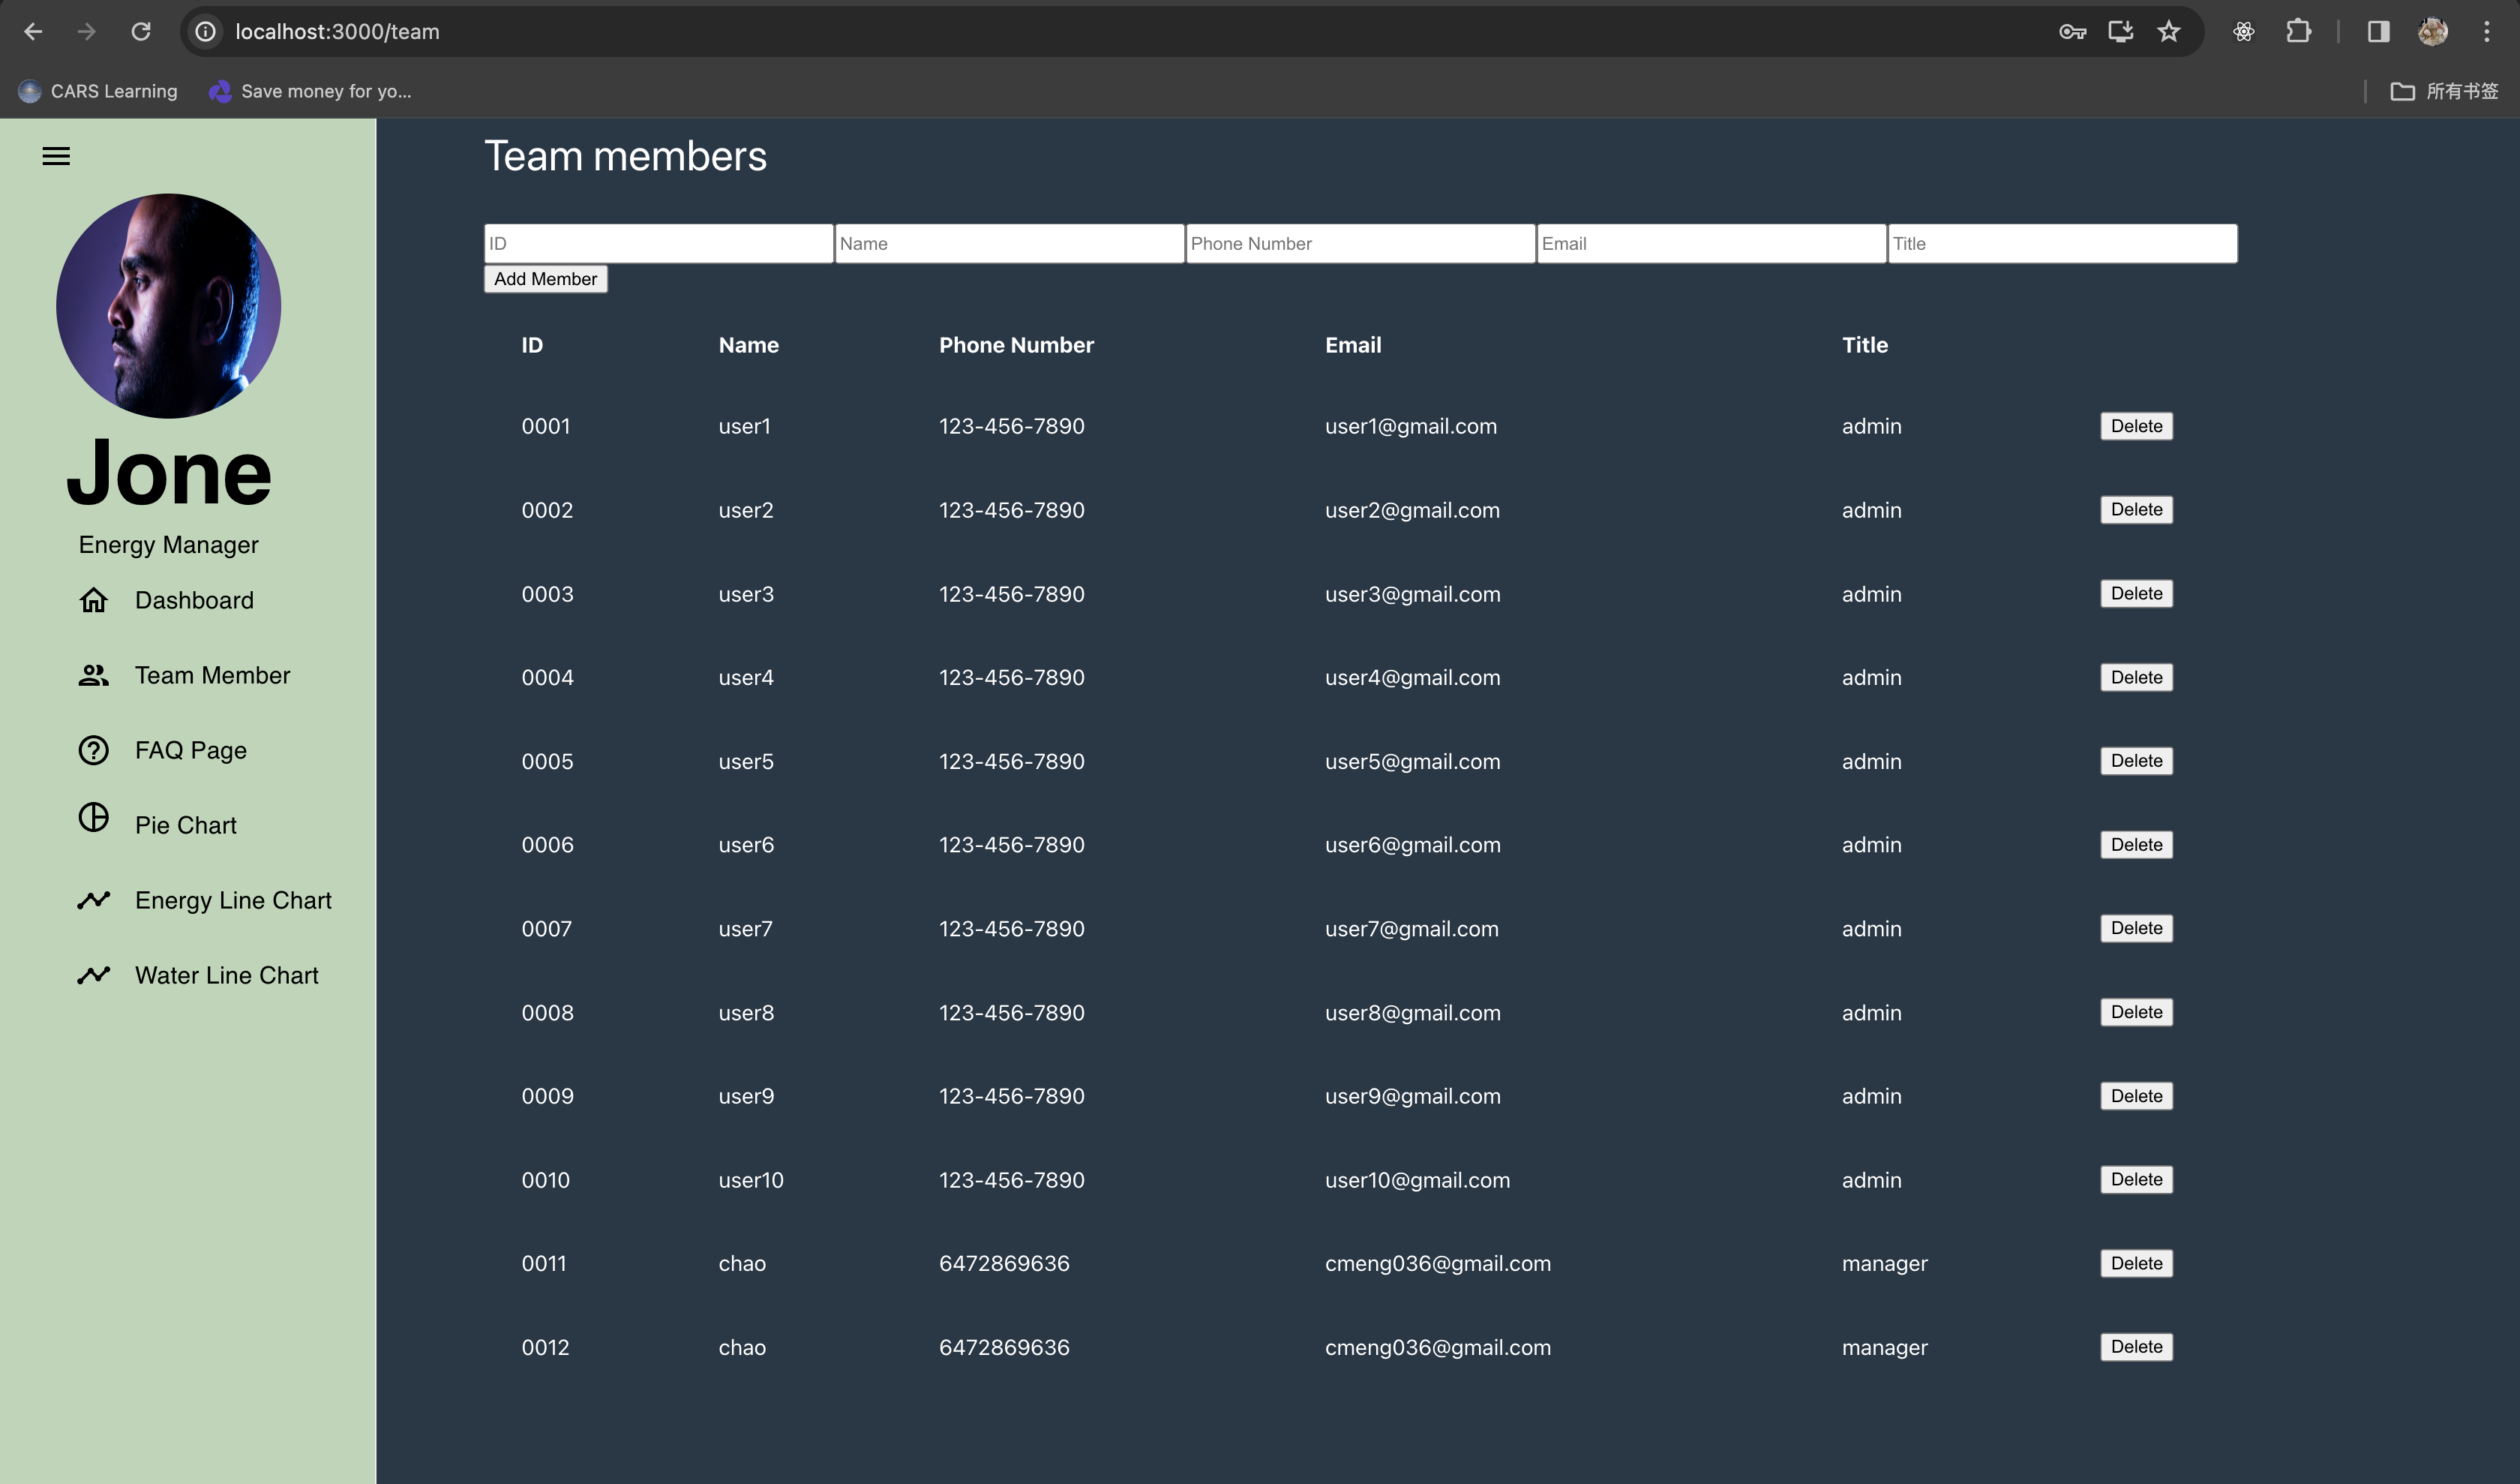 localhost:3000/team
CARS Learning Save money for yo... 所有书签
Team members
ID Name Phone Number Email Title
Add Member
Jone
Energy Manager
Dashboard
Team Member
FAQ Page
Pie Chart
Energy Line Chart
Water Line Chart
ID Name Phone Number Email Title
0001 user1 123-456-7890 user1@gmail.com admin Delete
0002 user2 123-456-7890 user2@gmail.com admin Delete
0003 user3 123-456-7890 user3@gmail.com admin Delete
0004 user4 123-456-7890 user4@gmail.com admin Delete
0005 user5 123-456-7890 user5@gmail.com admin Delete
0006 user6 123-456-7890 user6@gmail.com admin Delete
0007 user7 123-456-7890 user7@gmail.com admin Delete
0008 user8 123-456-7890 user8@gmail.com admin Delete
0009 user9 123-456-7890 user9@gmail.com admin Delete
0010 user10 123-456-7890 user10@gmail.com admin Delete
0011 chao 6472869636 cmeng036@gmail.com manager Delete
0012 chao 6472869636 cmeng036@gmail.com manager Delete